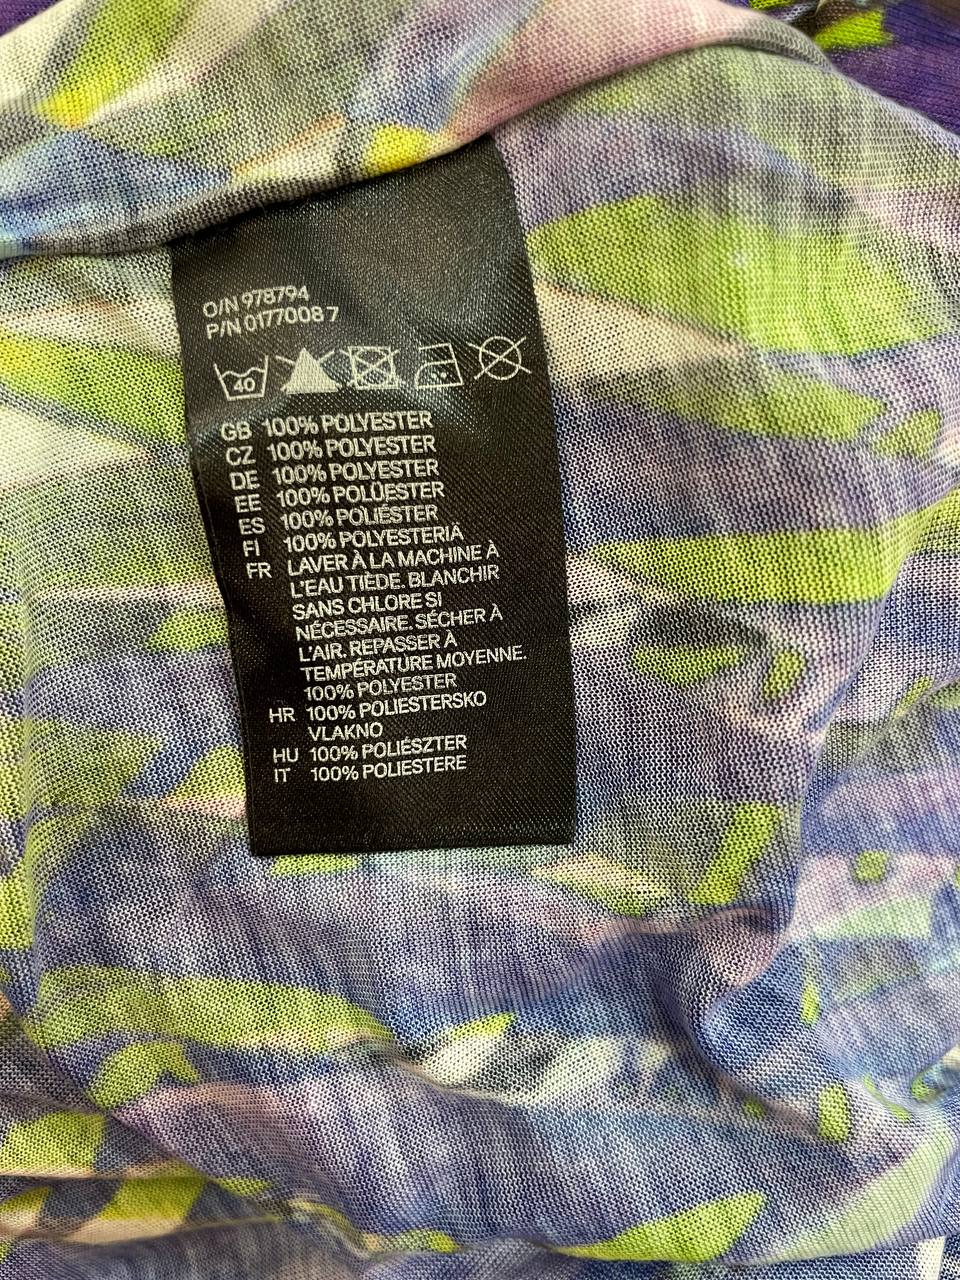 O/N 978794
P/N 01770087
40
GB 100% POLYESTER
CZ 100% POLYESTER
DE 100% POLYESTER
EE 100% POLÜESTER
ES 100% POLIÉSTER
FI 100% POLYESTERIÄ
FR LAVER À LA MACHINE À
L'EAU TIÈDE. BLANCHIR
SANS CHLORE SI
NÉCESSAIRE. SÉCHER À
L'AIR. REPASSER À
TEMPÉRATURE MOYENNE.
100% POLYESTER
HR 100% POLIESTERSKO
VLAKNO
HU 100% POLIÉSZTER
IT 100% POLIESTERE